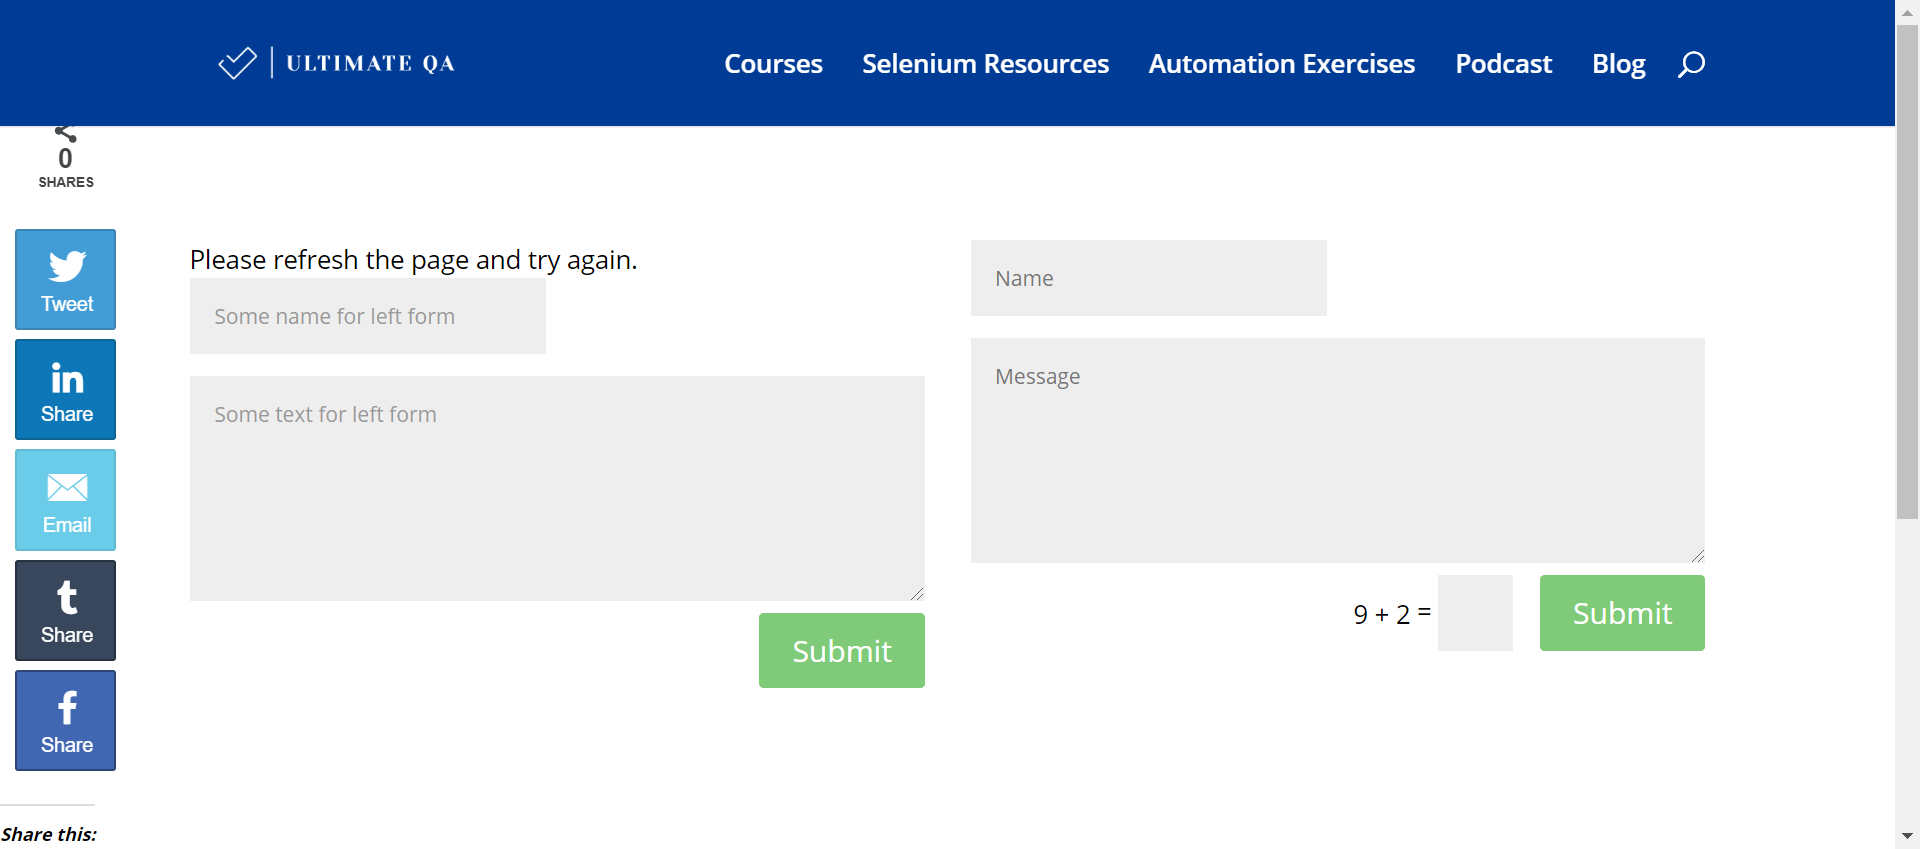 ULTIMATE QA
Courses
Selenium Resources
Automation Exercises
Podcast
Blog
0
SHARES
Tweet
Share
Email
Share
Share
Share this:
Please refresh the page and try again.
Some name for left form
Some text for left form
Submit
Name
Message
9 + 2 =
Submit